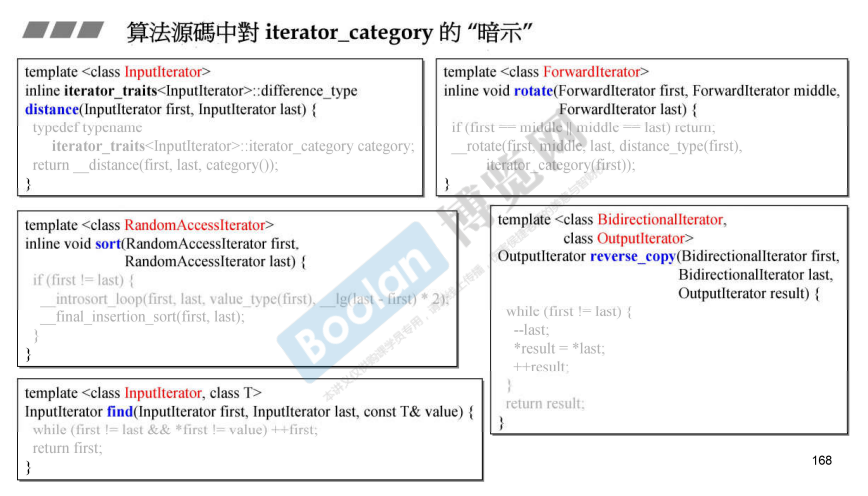 算法源碼中對 iterator_category 的 “暗示”
template <class InputIterator>
inline iterator_traits<InputIterator>::difference_type
distance(InputIterator first, InputIterator last) {
typedef typename
iterator_traits<InputIterator>::iterator_category category;
return __distance(first, last, category());
}
template <class ForwardIterator>
inline void rotate(ForwardIterator first, ForwardIterator middle,
ForwardIterator last) {
if (first == middle || middle == last) return;
__rotate(first, middle, last, distance_type(first),
iterator_category(first));
}
template <class RandomAccessIterator>
inline void sort(RandomAccessIterator first,
RandomAccessIterator last) {
if (first != last) {
__introsort_loop(first, last, value_type(first), __lg(last - first) * 2);
__final_insertion_sort(first, last);
}
}
template <class BidirectionalIterator,
class OutputIterator>
OutputIterator reverse_copy(BidirectionalIterator first,
BidirectionalIterator last,
OutputIterator result) {
while (first != last) {
--last;
*result = *last;
++result;
}
return result;
}
template <class InputIterator, class T>
InputIterator find(InputIterator first, InputIterator last, const T& value) {
while (first != last && *first != value) ++first;
return first;
}
Boolan 博览网
168